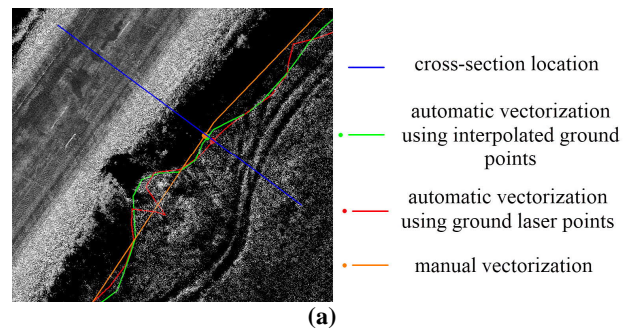 cross-section location
automatic vectorization
using interpolated ground
points
automatic vectorization
using ground laser points
manual vectorization
(a)